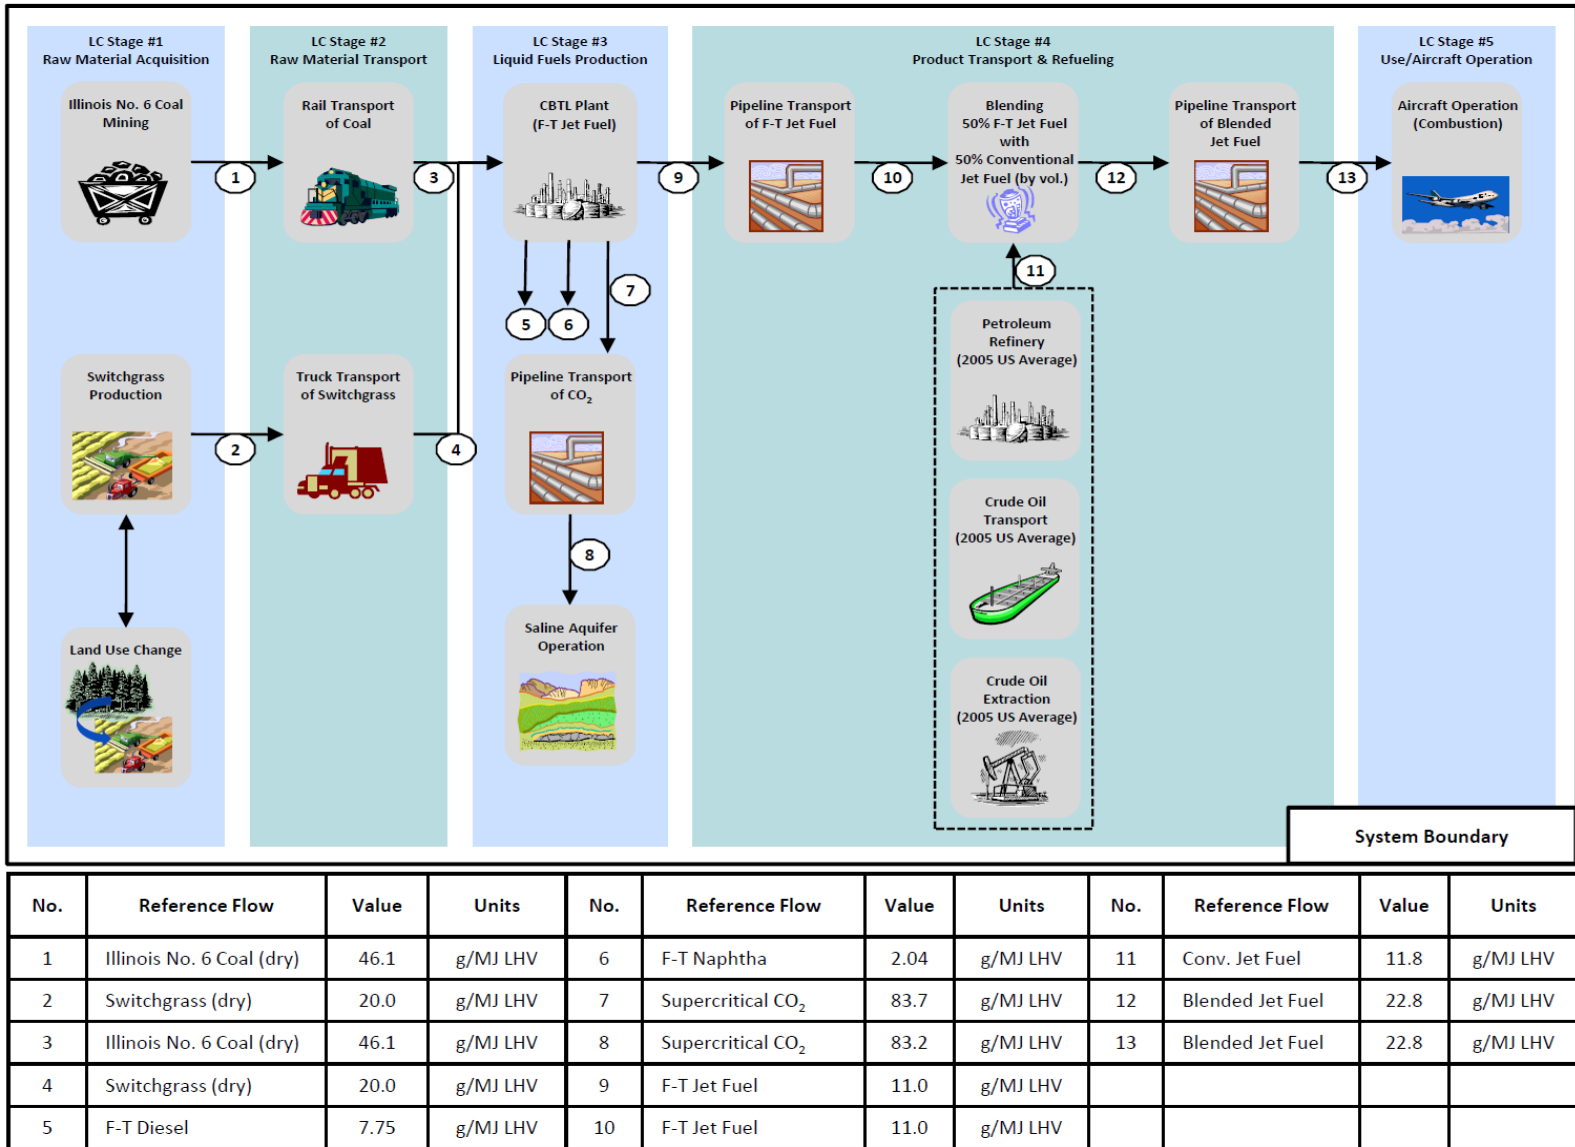 LC Stage #1
Raw Material Acquisition
LC Stage #2
Raw Material Transport
LC Stage #3
Liquid Fuels Production
LC Stage #4
Product Transport & Refueling
LC Stage #5
Use/Aircraft Operation
Illinois No. 6 Coal
Mining
Rail Transport
of Coal
CBTL Plant
(F-T Jet Fuel)
Pipeline Transport
of F-T Jet Fuel
Blending
50% F-T Jet Fuel
with
50% Conventional
Jet Fuel (by vol.)
Pipeline Transport
of Blended
Jet Fuel
Aircraft Operation
(Combustion)
1
3
9
10
12
13
11
7
5
6
Petroleum
Refinery
(2005 US Average)
Switchgrass
Production
Truck Transport
of Switchgrass
Pipeline Transport
of CO₂
2
4
Crude Oil
Transport
(2005 US Average)
8
Land Use Change
Saline Aquifer
Operation
Crude Oil
Extraction
(2005 US Average)
System Boundary
No. Reference Flow Value Units No. Reference Flow Value Units No. Reference Flow Value Units
1 Illinois No. 6 Coal (dry) 46.1 g/MJ LHV 6 F-T Naphtha 2.04 g/MJ LHV 11 Conv. Jet Fuel 11.8 g/MJ LHV
2 Switchgrass (dry) 20.0 g/MJ LHV 7 Supercritical CO₂ 83.7 g/MJ LHV 12 Blended Jet Fuel 22.8 g/MJ LHV
3 Illinois No. 6 Coal (dry) 46.1 g/MJ LHV 8 Supercritical CO₂ 83.2 g/MJ LHV 13 Blended Jet Fuel 22.8 g/MJ LHV
4 Switchgrass (dry) 20.0 g/MJ LHV 9 F-T Jet Fuel 11.0 g/MJ LHV
5 F-T Diesel 7.75 g/MJ LHV 10 F-T Jet Fuel 11.0 g/MJ LHV